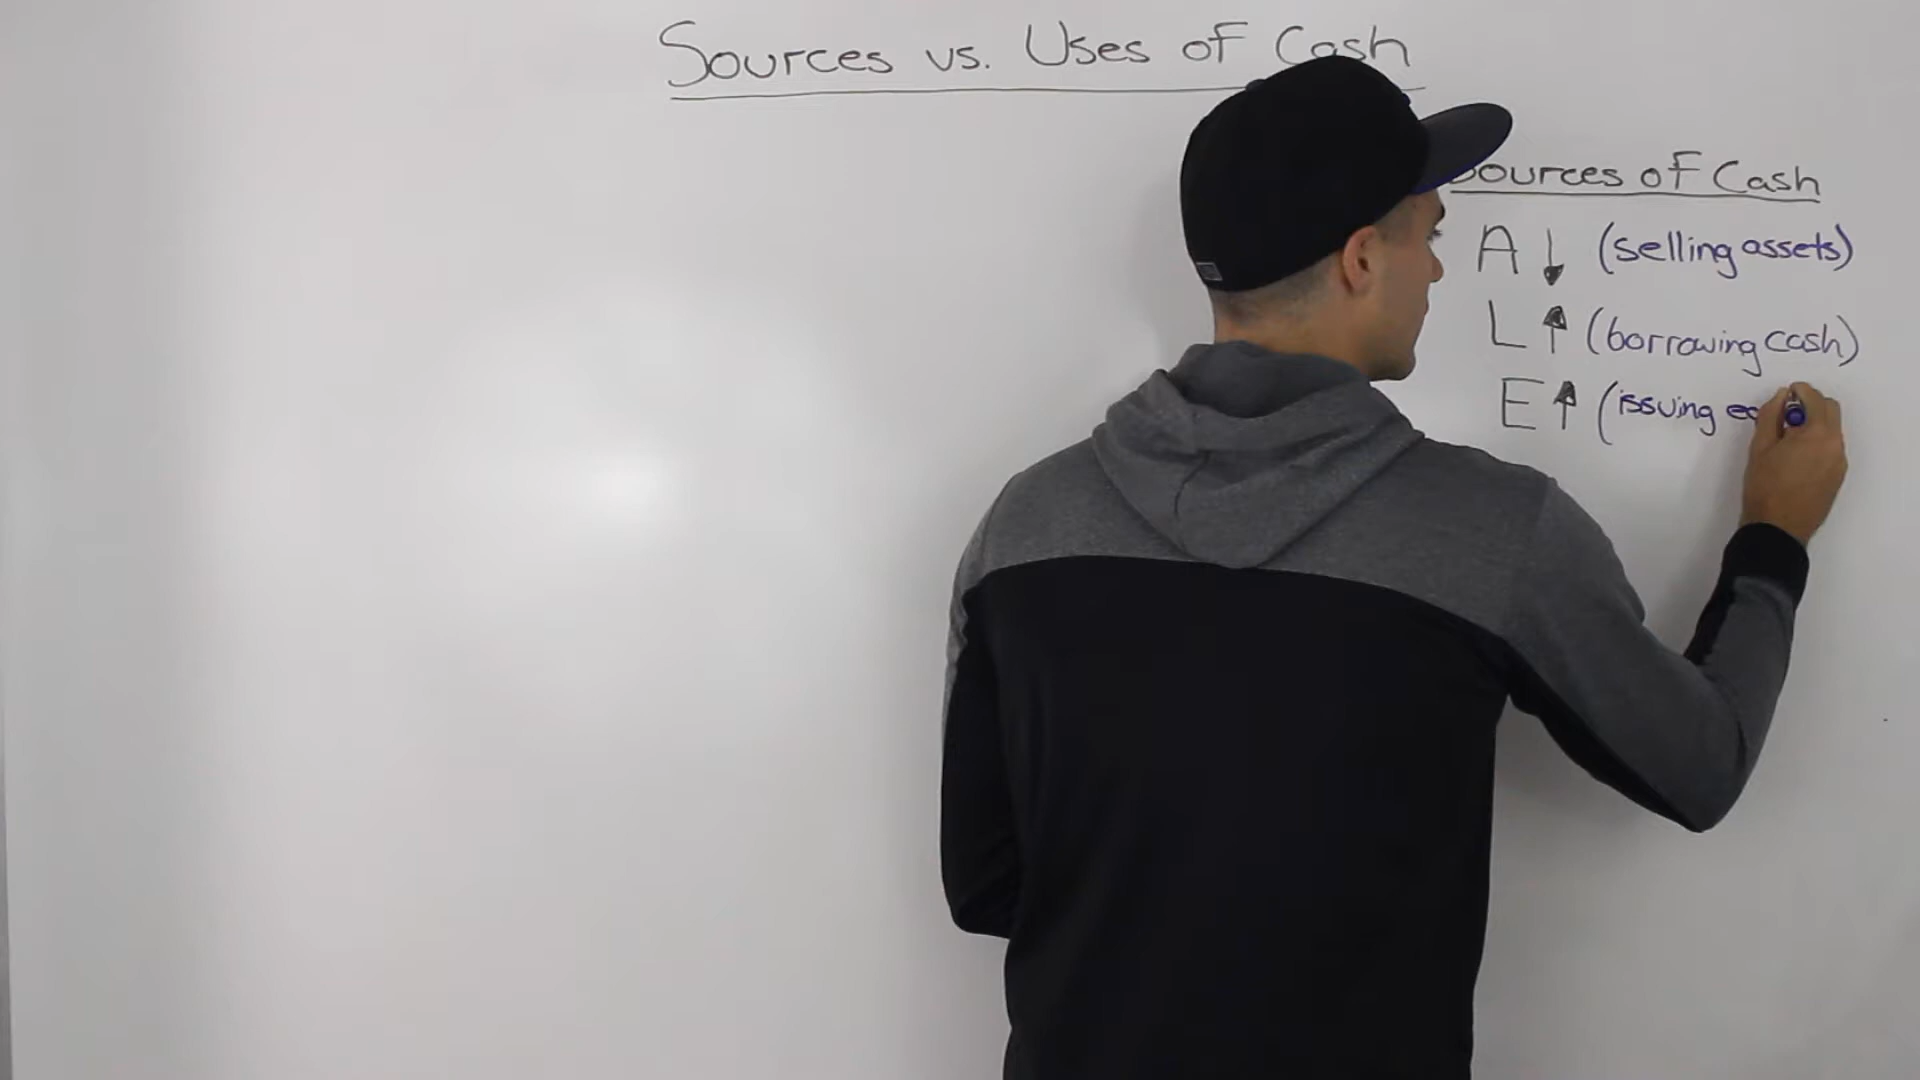 Sources vs. Uses of Cash
Sources of Cash
A ↓ (selling assets)
L ↑ (borrowing cash)
E ↑ (issuing